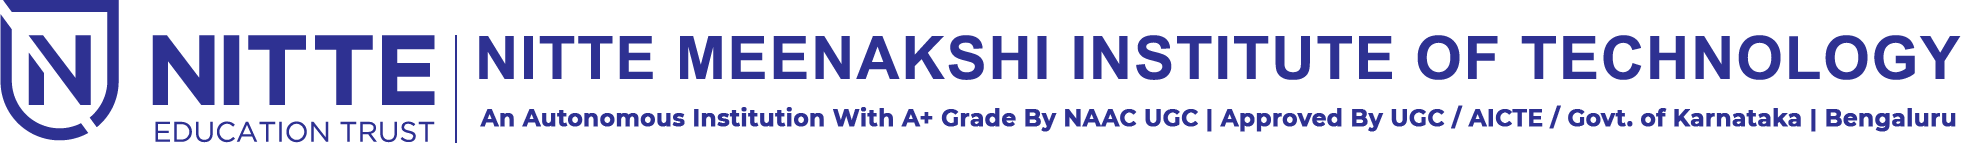 N NITTE
EDUCATION TRUST
NITTE MEENAKSHI INSTITUTE OF TECHNOLOGY
An Autonomous Institution With A+ Grade By NAAC UGC | Approved By UGC / AICTE / Govt. of Karnataka | Bengaluru